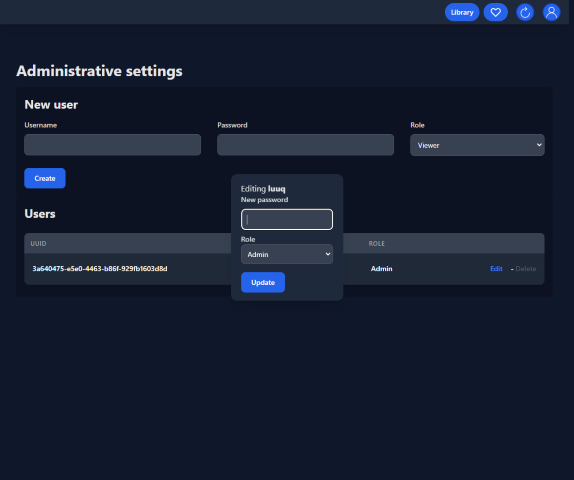 Library
Administrative settings
New user
Username
Password
Role
Viewer
Create
Editing luuq
New password
Role
Admin
Update
Users
UUID
ROLE
3a640475-e5e0-4463-b86f-929fb1603d8d
Admin
Edit
- Delete